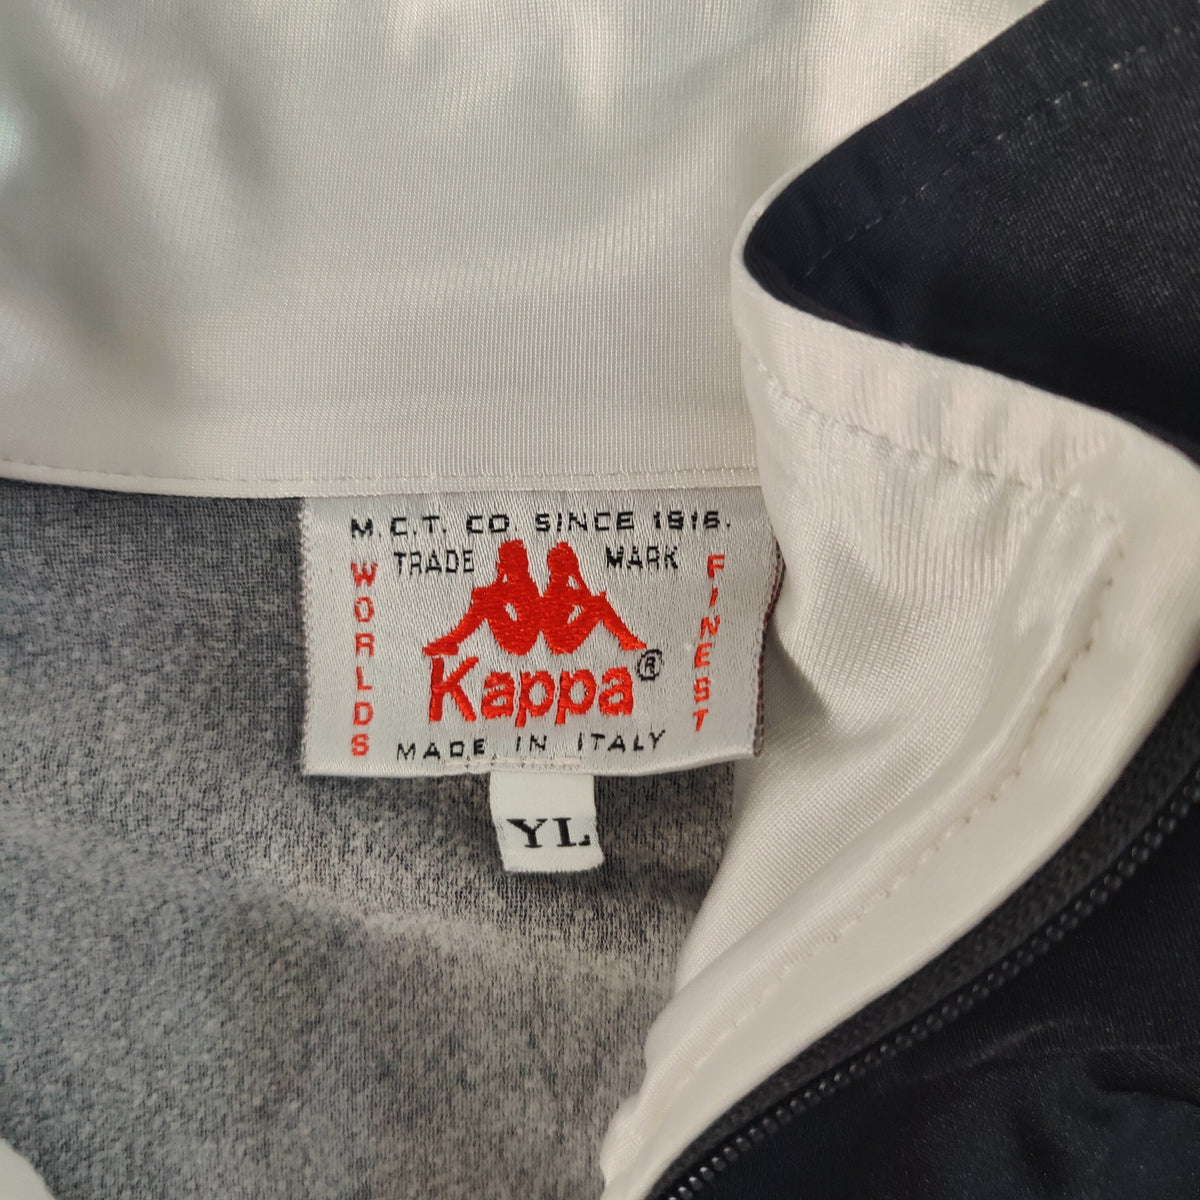 M.C.T. CO SINCE 1916.
TRADE MARK
WORLDS
FINEST
Kappa®
MADE IN ITALY
YL